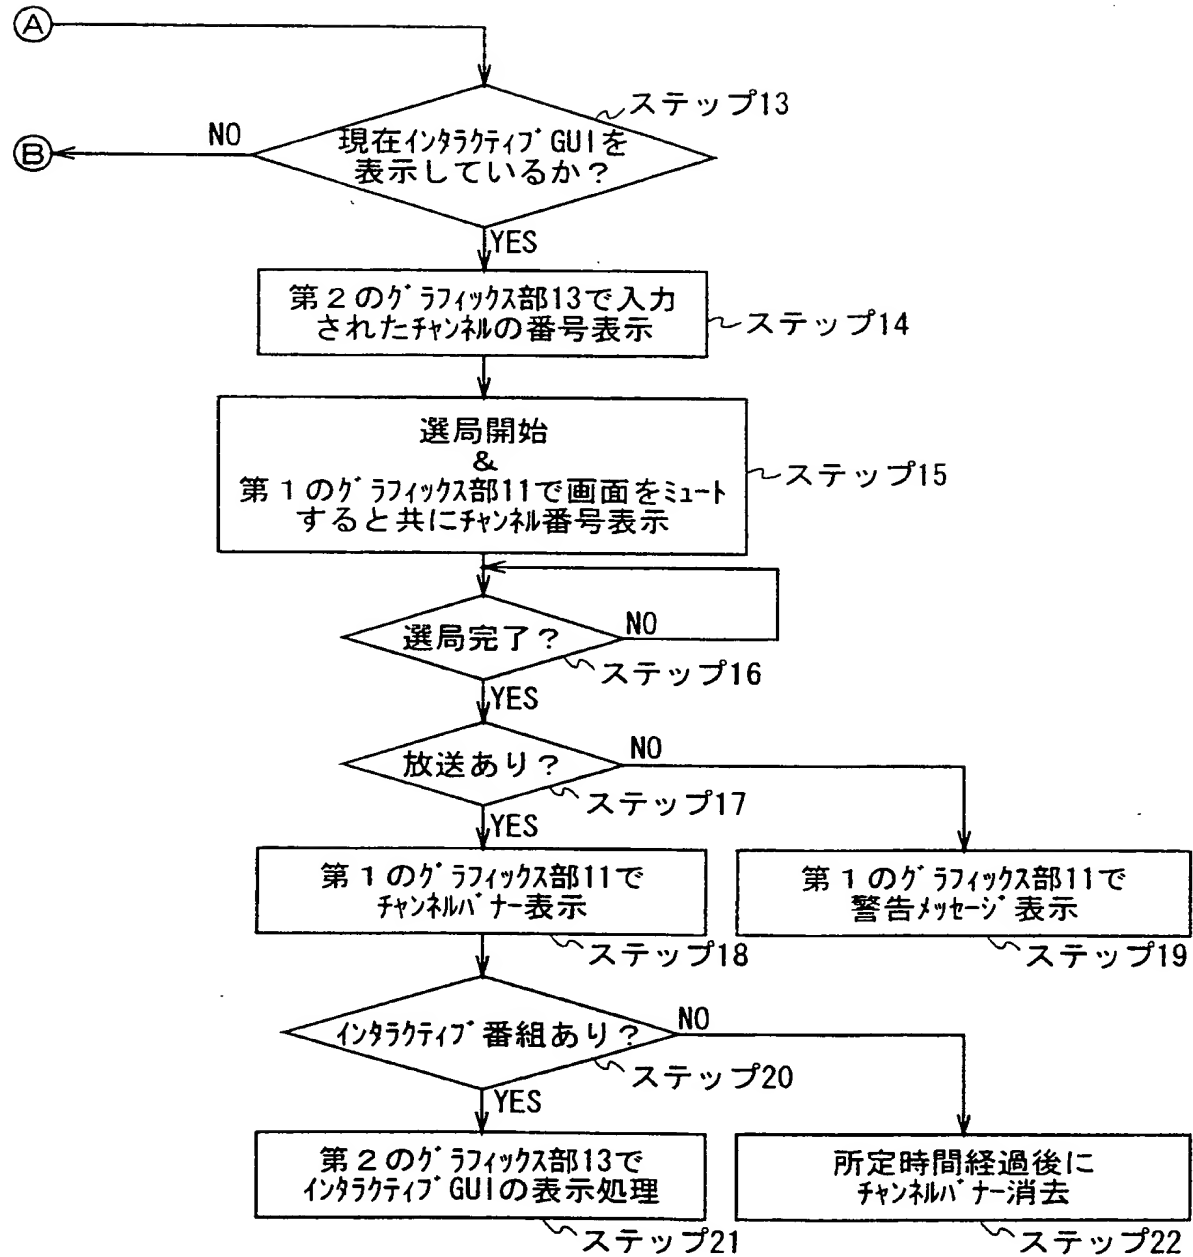 A
ステップ13
NO
B
現在ｲﾝﾀﾗｸﾃｨﾌﾞGUIを
表示しているか？
YES
第２のｸﾞﾗﾌｨｯｸｽ部13で入力
されたﾁｬﾝﾈﾙの番号表示
ステップ14
選局開始
&
第１のｸﾞﾗﾌｨｯｸｽ部11で画面をﾐｭｰﾄ
すると共にﾁｬﾝﾈﾙ番号表示
ステップ15
選局完了？
NO
ステップ16
YES
放送あり？
NO
ステップ17
YES
第１のｸﾞﾗﾌｨｯｸｽ部11で
ﾁｬﾝﾈﾙﾊﾞﾅｰ表示
ステップ18
第１のｸﾞﾗﾌｨｯｸｽ部11で
警告ﾒｯｾｰｼﾞ表示
ステップ19
ｲﾝﾀﾗｸﾃｨﾌﾞ番組あり？
NO
ステップ20
YES
第２のｸﾞﾗﾌｨｯｸｽ部13で
ｲﾝﾀﾗｸﾃｨﾌﾞGUIの表示処理
ステップ21
所定時間経過後に
ﾁｬﾝﾈﾙﾊﾞﾅｰ消去
ステップ22